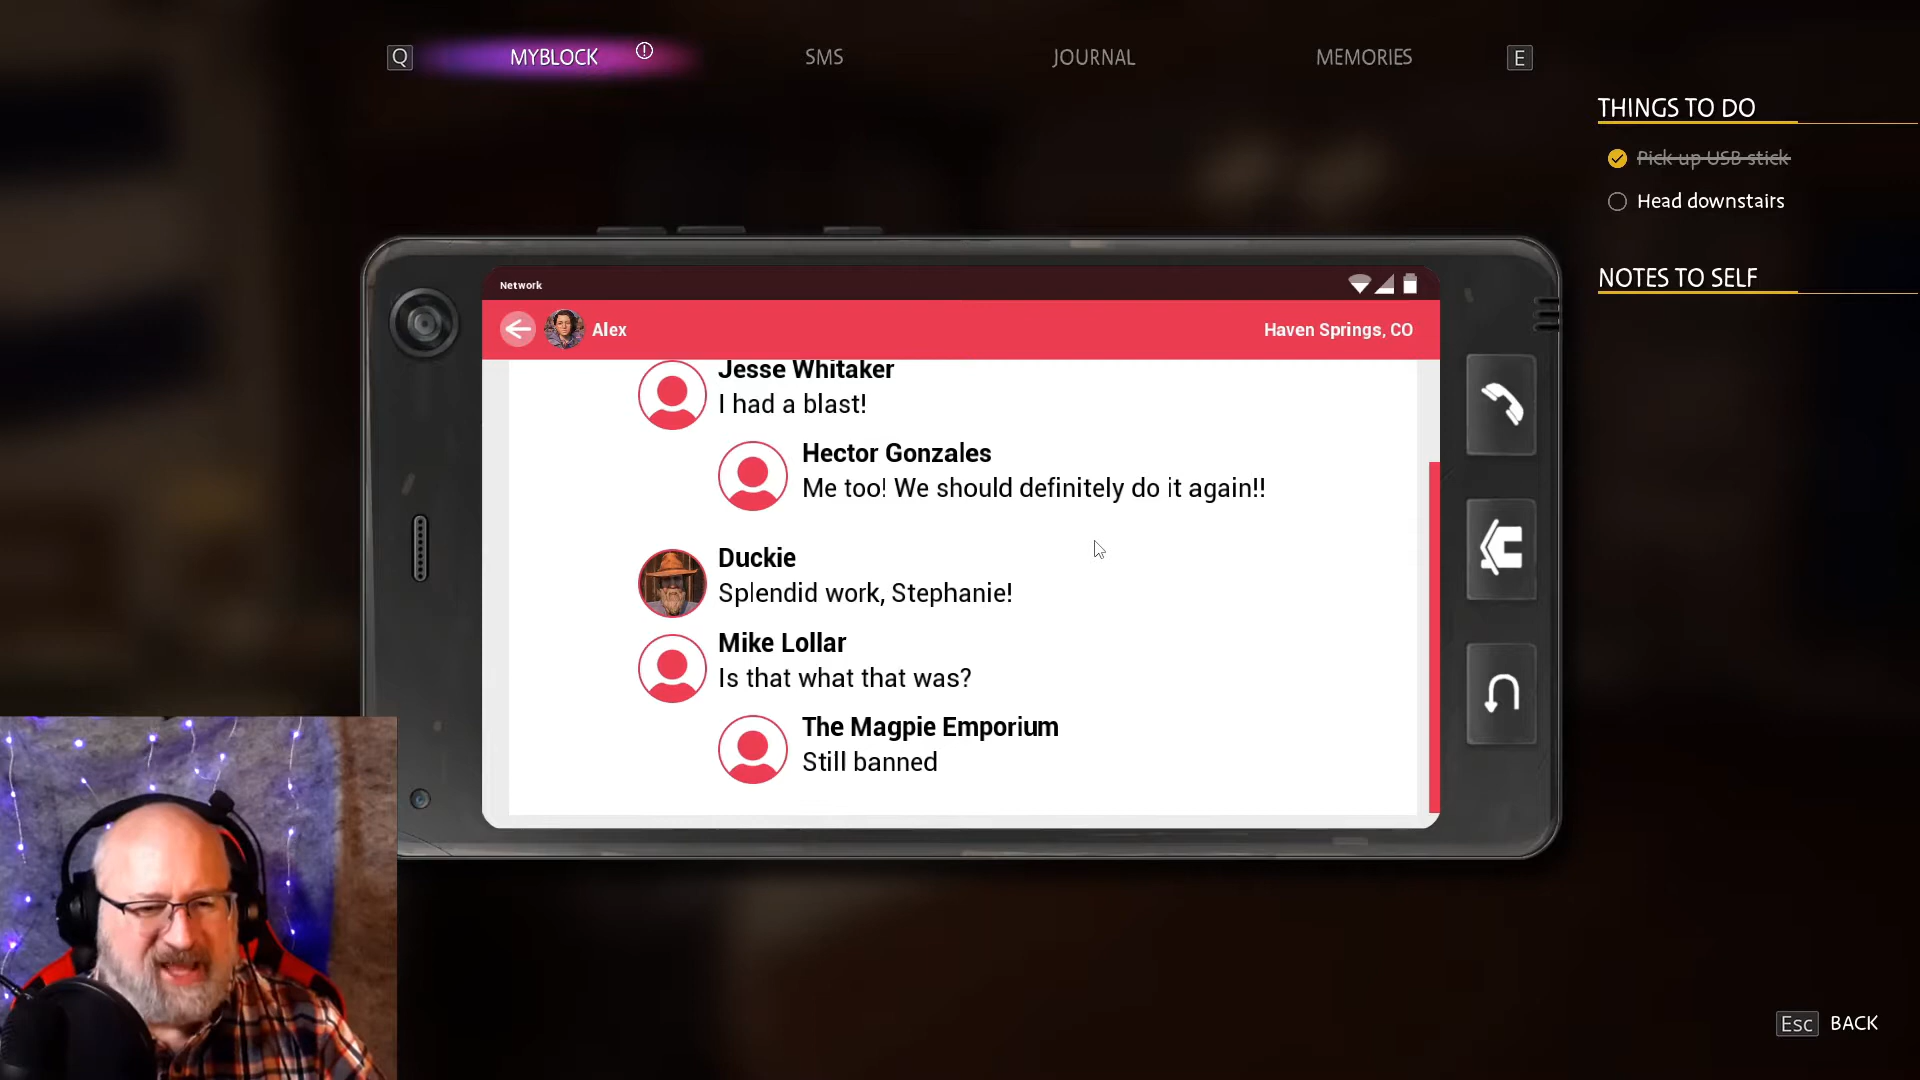 Q
MYBLOCK
SMS
JOURNAL
MEMORIES
E
THINGS TO DO
Pick up USB stick
Head downstairs
NOTES TO SELF
Network
Alex
Haven Springs, CO
Jesse Whitaker
I had a blast!
Hector Gonzales
Me too! We should definitely do it again!!
Duckie
Splendid work, Stephanie!
Mike Lollar
Is that what that was?
The Magpie Emporium
Still banned
Esc BACK